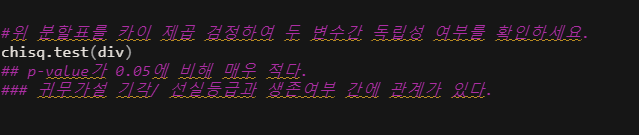 #위 분할표를 카이 제곱 검정하여 두 변수간 독립성 여부를 확인하세요.
chisq.test(div)
## p-value가 0.05에 비해 매우 적다.
### 귀무가설 기각/ 선실등급과 생존여부 간에 관계가 있다.